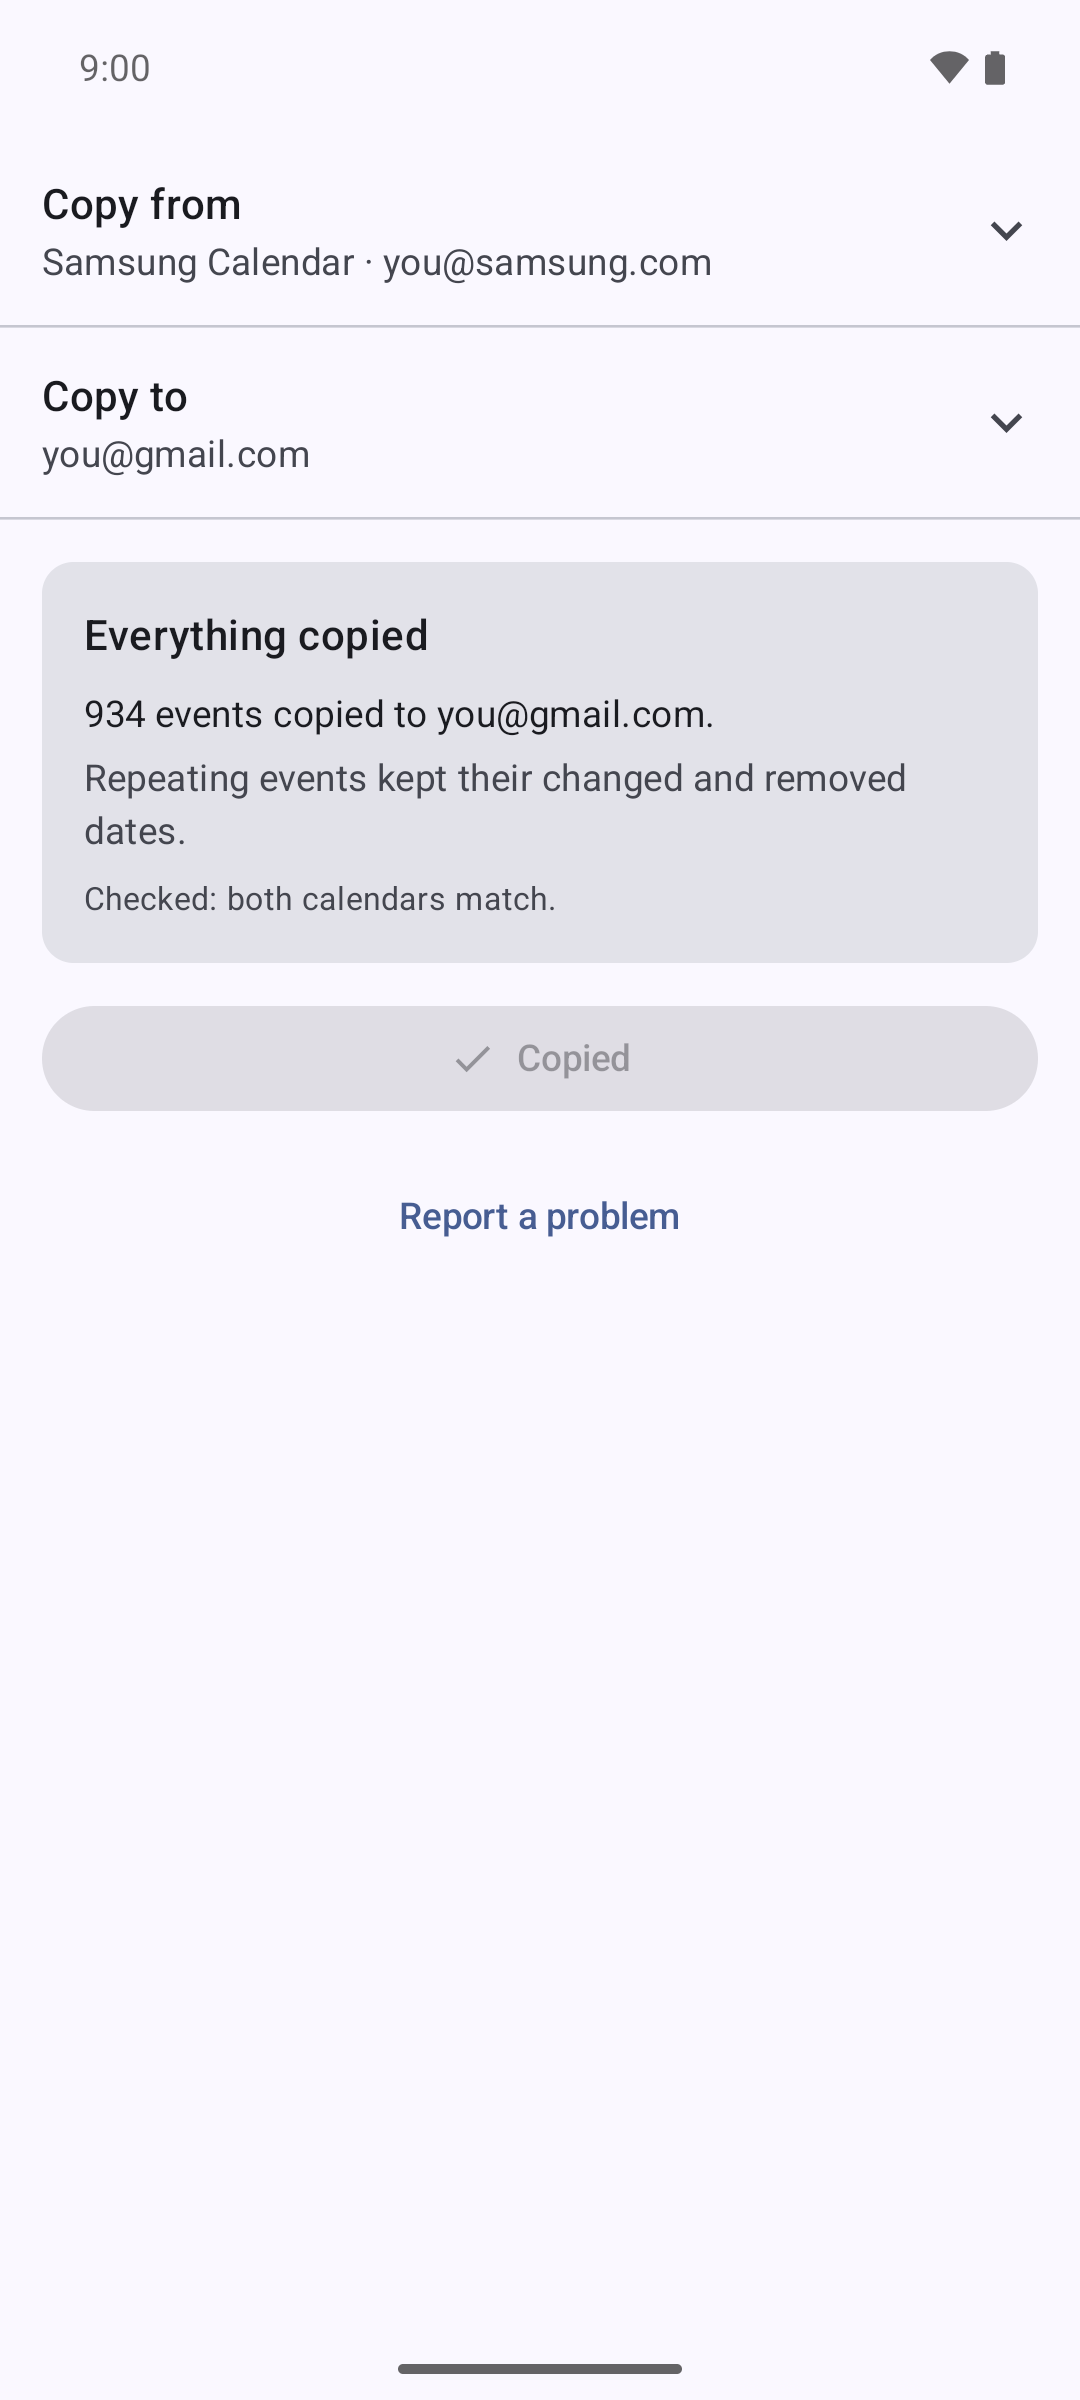 9:00
Copy from
Samsung Calendar · you@samsung.com
Copy to
you@gmail.com
Everything copied
934 events copied to you@gmail.com.
Repeating events kept their changed and removed
dates.
Checked: both calendars match.
Copied
Report a problem